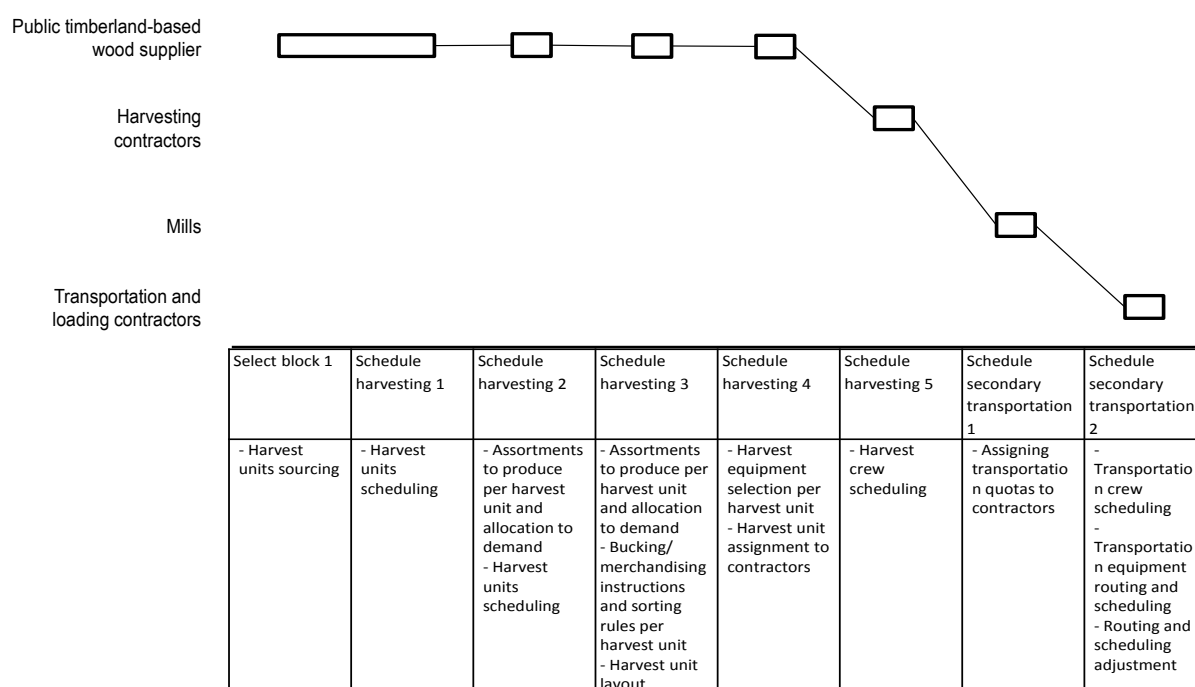 Public timberland-based
wood supplier
Harvesting
contractors
Mills
Transportation and
loading contractors
Select block 1
Schedule
harvesting 1
Schedule
harvesting 2
Schedule
harvesting 3
Schedule
harvesting 4
Schedule
harvesting 5
Schedule
secondary
transportation
1
Schedule
secondary
transportation
2
- Harvest
units sourcing
- Harvest
units
scheduling
- Assortments
to produce
per harvest
unit and
allocation to
demand
- Harvest
units
scheduling
- Assortments
to produce per
harvest unit
and allocation
to demand
- Bucking/
merchandising
instructions
and sorting
rules per
harvest unit
- Harvest unit
layout
- Harvest
equipment
selection per
harvest unit
- Harvest unit
assignment to
contractors
- Harvest
crew
scheduling
- Assigning
transportatio
n quotas to
contractors
-
Transportatio
n crew
scheduling
-
Transportatio
n equipment
routing and
scheduling
- Routing and
scheduling
adjustment